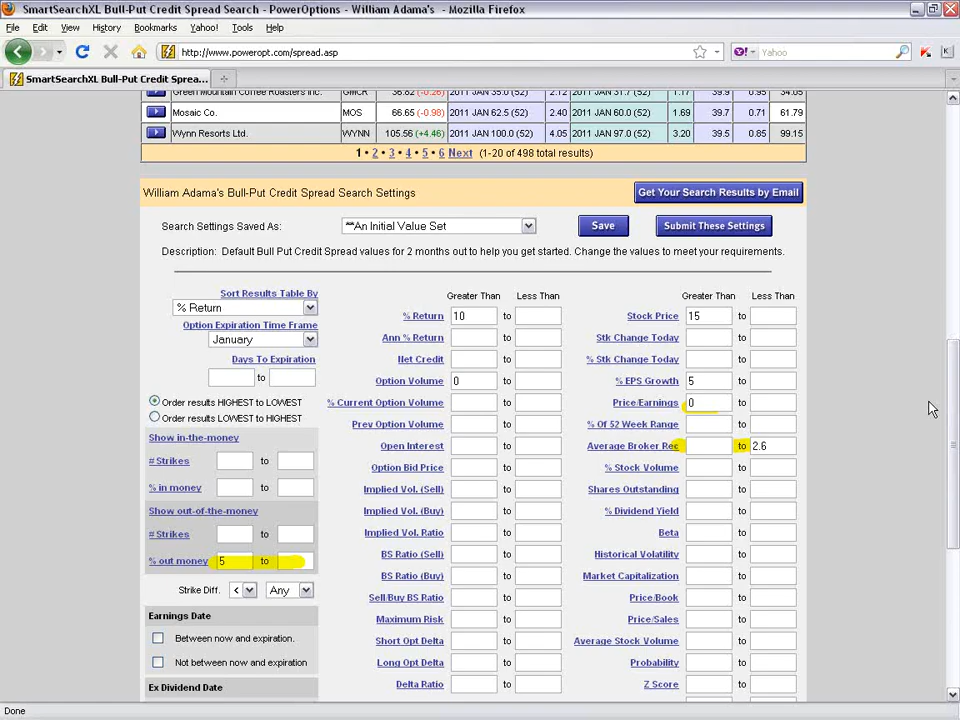 SmartSearchXL Bull-Put Credit Spread Search - PowerOptions - William Adama's - Mozilla Firefox
File Edit View History Bookmarks Yahoo! Tools Help
http://www.poweropt.com/spread.asp Yahoo
SmartSearchXL Bull-Put Credit Sprea...
Green Mountain Coffee Roasters Inc. GMCR 36.62 (-0.26) 2011 JAN 35.0 (52) 2.12 2011 JAN 31.7 (52) 1.17 39.9 0.95 34.05
Mosaic Co. MOS 66.65 (-0.98) 2011 JAN 62.5 (52) 2.40 2011 JAN 60.0 (52) 1.69 39.7 0.71 61.79
Wynn Resorts Ltd. WYNN 105.56 (+4.46) 2011 JAN 100.0 (52) 4.05 2011 JAN 97.0 (52) 3.20 39.5 0.85 99.15
1 • 2 • 3 • 4 • 5 • 6 Next (1-20 of 498 total results)
William Adama's Bull-Put Credit Spread Search Settings Get Your Search Results by Email
Search Settings Saved As: **An Initial Value Set Save Submit These Settings
Description: Default Bull Put Credit Spread values for 2 months out to help you get started. Change the values to meet your requirements.
Sort Results Table By Greater Than Less Than Greater Than Less Than
% Return % Return 10 to Stock Price 15 to
Option Expiration Time Frame
January Ann % Return to Stk Change Today to
Days To Expiration Net Credit to % Stk Change Today to
to Option Volume 0 to % EPS Growth 5 to
Order results HIGHEST to LOWEST % Current Option Volume to Price/Earnings 0 to
Order results LOWEST to HIGHEST Prev Option Volume to % Of 52 Week Range to
Show in-the-money Open Interest to Average Broker Rec to 2.6
# Strikes to Option Bid Price to % Stock Volume to
% in money to Implied Vol. (Sell) to Shares Outstanding to
Show out-of-the-money Implied Vol. (Buy) to % Dividend Yield to
# Strikes to Implied Vol. Ratio to Beta to
% out money 5 to BS Ratio (Sell) to Historical Volatility to
Strike Diff. < Any BS Ratio (Buy) to Market Capitalization to
Sell/Buy BS Ratio to Price/Book to
Earnings Date Maximum Risk to Price/Sales to
Between now and expiration. Short Opt Delta to Average Stock Volume to
Not between now and expiration Long Opt Delta to Probability to
Ex Dividend Date Delta Ratio to Z Score to
Done